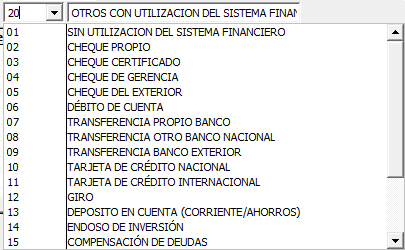 20 OTROS CON UTILIZACION DEL SISTEMA FINAN
01 SIN UTILIZACION DEL SISTEMA FINANCIERO
02 CHEQUE PROPIO
03 CHEQUE CERTIFICADO
04 CHEQUE DE GERENCIA
05 CHEQUE DEL EXTERIOR
06 DÉBITO DE CUENTA
07 TRANSFERENCIA PROPIO BANCO
08 TRANSFERENCIA OTRO BANCO NACIONAL
09 TRANSFERENCIA BANCO EXTERIOR
10 TARJETA DE CRÉDITO NACIONAL
11 TARJETA DE CRÉDITO INTERNACIONAL
12 GIRO
13 DEPOSITO EN CUENTA (CORRIENTE/AHORROS)
14 ENDOSO DE INVERSIÓN
15 COMPENSACIÓN DE DEUDAS